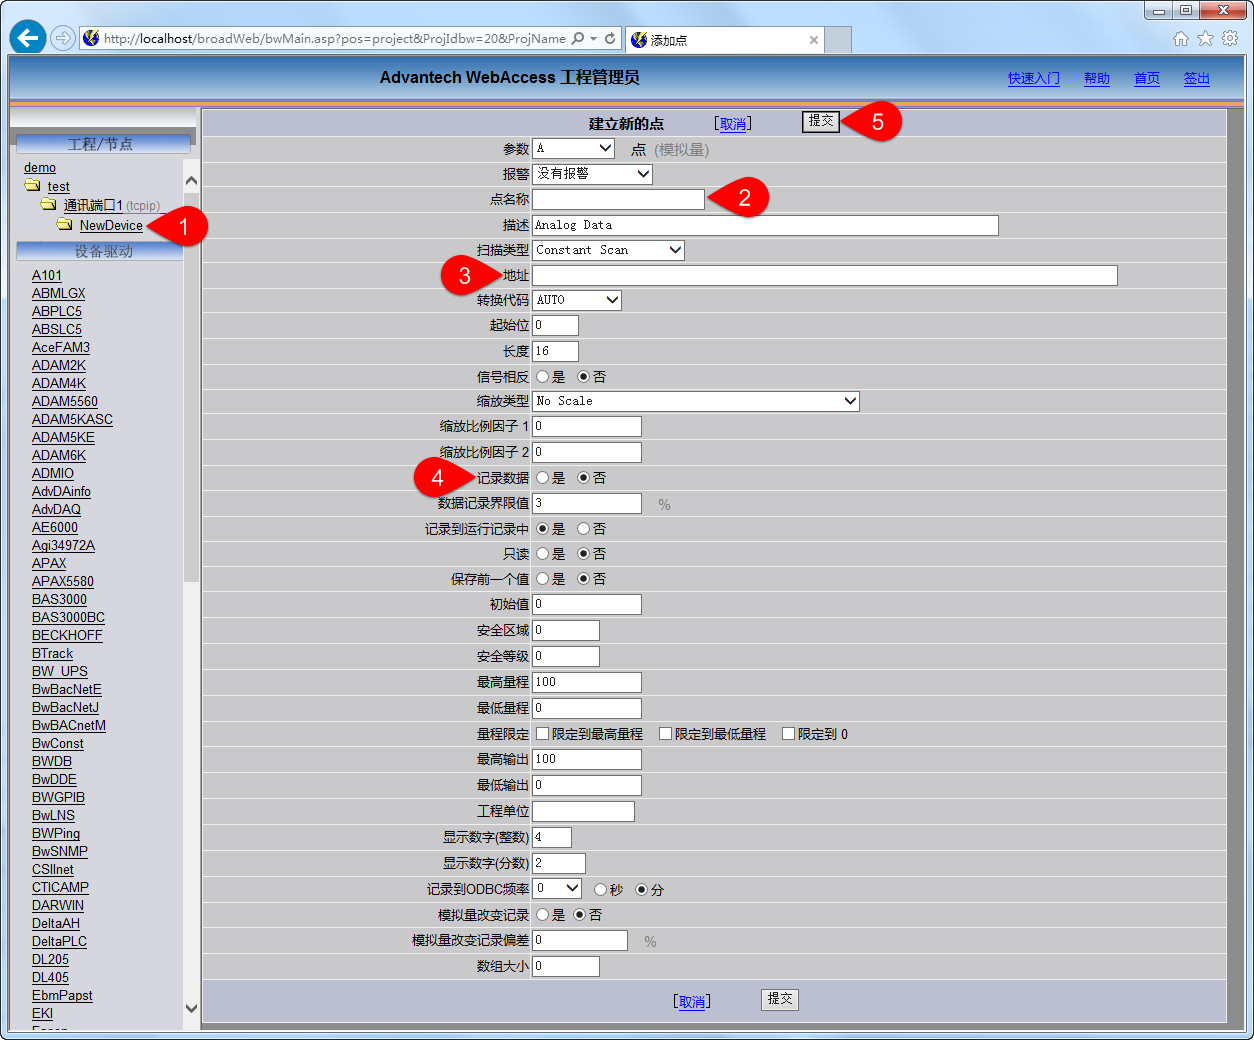 http://localhost/broadWeb/bwMain.asp?pos=project&ProjIdbw=20&ProjName
添加点
Advantech WebAccess 工程管理员
快速入门 帮助 首页 签出
工程/节点
demo
test
通讯端口1 (tcpip)
NewDevice
1
设备驱动
A101
ABMLGX
ABPLC5
ABSLC5
AceFAM3
ADAM2K
ADAM4K
ADAM5560
ADAM5KASC
ADAM5KE
ADAM6K
ADMIO
AdvDAinfo
AdvDAQ
AE6000
Agi34972A
APAX
APAX5580
BAS3000
BAS3000BC
BECKHOFF
BTrack
BW_UPS
BwBacNetE
BwBacNetJ
BwBACnetM
BwConst
BWDB
BwDDE
BWGPIB
BwLNS
BWPing
BwSNMP
CSIInet
CTICAMP
DARWIN
DeltaAH
DeltaPLC
DL205
DL405
EbmPapst
EKI
建立新的点 [取消] 提交 5
参数 A 点 (模拟量)
报警 没有报警
点名称 2
描述 Analog Data
扫描类型 Constant Scan
3 地址
转换代码 AUTO
起始位 0
长度 16
信号相反 是 否
缩放类型 No Scale
缩放比例因子 1 0
缩放比例因子 2 0
4 记录数据 是 否
数据记录界限值 3 %
记录到运行记录中 是 否
只读 是 否
保存前一个值 是 否
初始值 0
安全区域 0
安全等级 0
最高量程 100
最低量程 0
量程限定 限定到最高量程 限定到最低量程 限定到 0
最高输出 100
最低输出 0
工程单位
显示数字(整数) 4
显示数字(分数) 2
记录到ODBC频率 0 秒 分
模拟量改变记录 是 否
模拟量改变记录偏差 0 %
数组大小 0
[取消] 提交